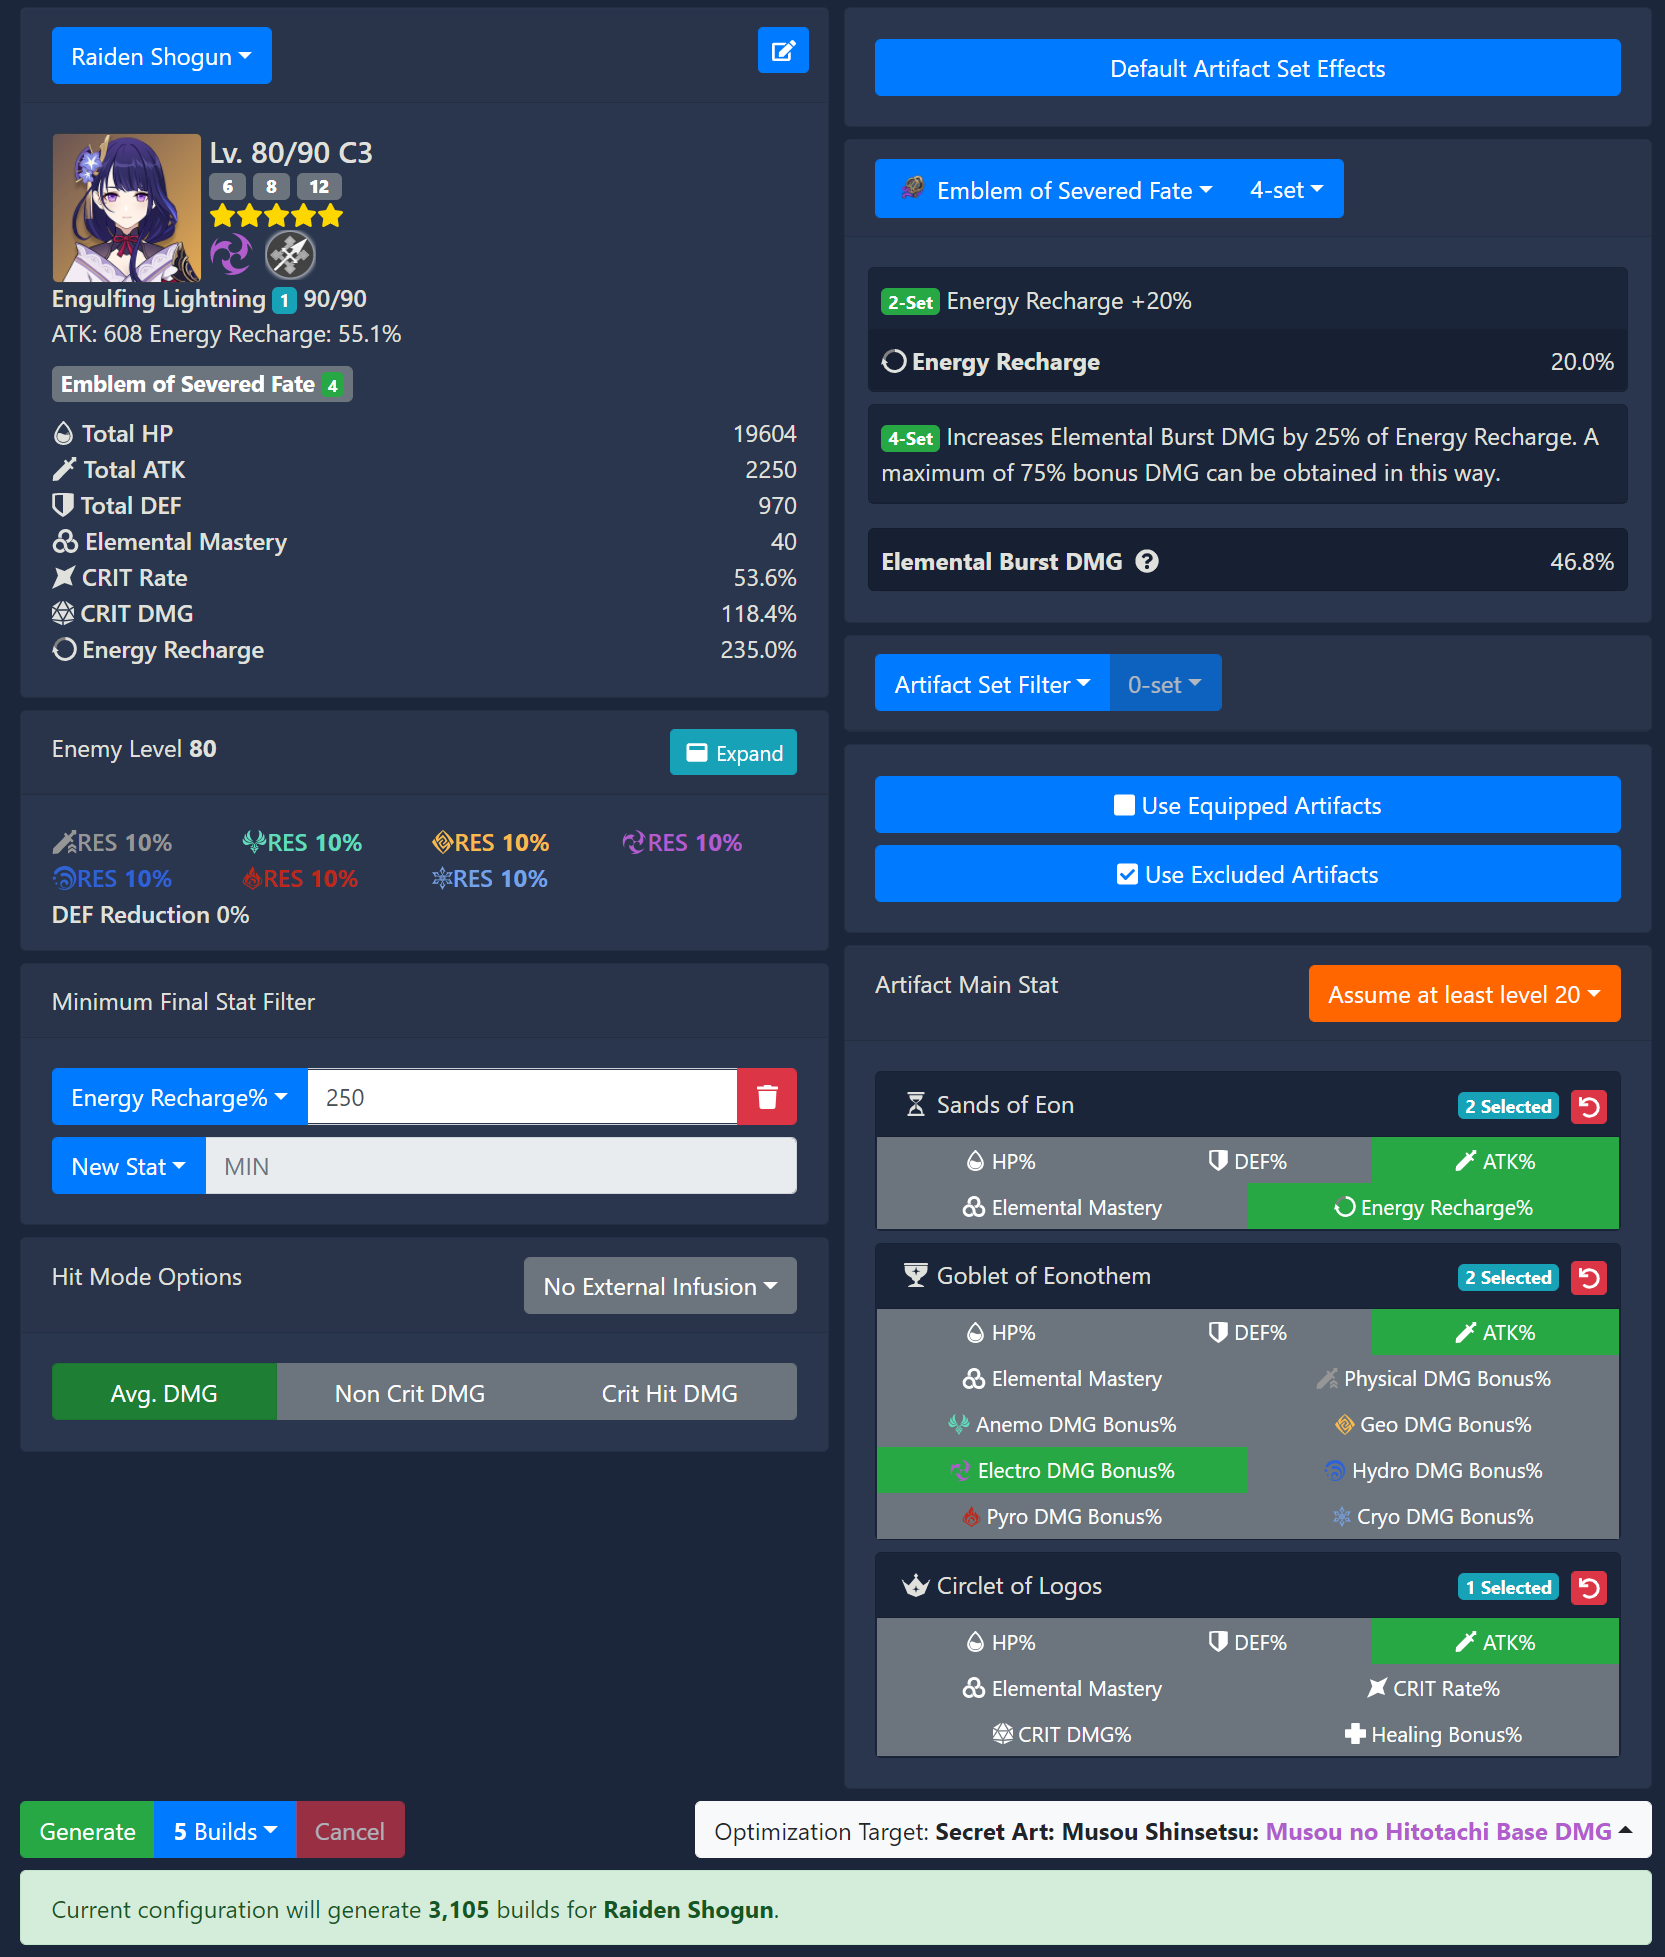 Raiden Shogun
Lv. 80/90 C3
6 8 12
Engulfing Lightning 1 90/90
ATK: 608 Energy Recharge: 55.1%
Emblem of Severed Fate 4
Total HP 19604
Total ATK 2250
Total DEF 970
Elemental Mastery 40
CRIT Rate 53.6%
CRIT DMG 118.4%
Energy Recharge 235.0%
Enemy Level 80 Expand
RES 10% RES 10% RES 10% RES 10%
RES 10% RES 10% RES 10%
DEF Reduction 0%
Minimum Final Stat Filter
Energy Recharge% 250
New Stat MIN
Hit Mode Options No External Infusion
Avg. DMG Non Crit DMG Crit Hit DMG
Default Artifact Set Effects
Emblem of Severed Fate 4-set
2-Set Energy Recharge +20%
Energy Recharge 20.0%
4-Set Increases Elemental Burst DMG by 25% of Energy Recharge. A
maximum of 75% bonus DMG can be obtained in this way.
Elemental Burst DMG ? 46.8%
Artifact Set Filter 0-set
Use Equipped Artifacts
Use Excluded Artifacts
Artifact Main Stat Assume at least level 20
Sands of Eon 2 Selected
HP% DEF% ATK%
Elemental Mastery Energy Recharge%
Goblet of Eonothem 2 Selected
HP% DEF% ATK%
Elemental Mastery Physical DMG Bonus%
Anemo DMG Bonus% Geo DMG Bonus%
Electro DMG Bonus% Hydro DMG Bonus%
Pyro DMG Bonus% Cryo DMG Bonus%
Circlet of Logos 1 Selected
HP% DEF% ATK%
Elemental Mastery CRIT Rate%
CRIT DMG% Healing Bonus%
Generate 5 Builds Cancel
Optimization Target: Secret Art: Musou Shinsetsu: Musou no Hitotachi Base DMG
Current configuration will generate 3,105 builds for Raiden Shogun.